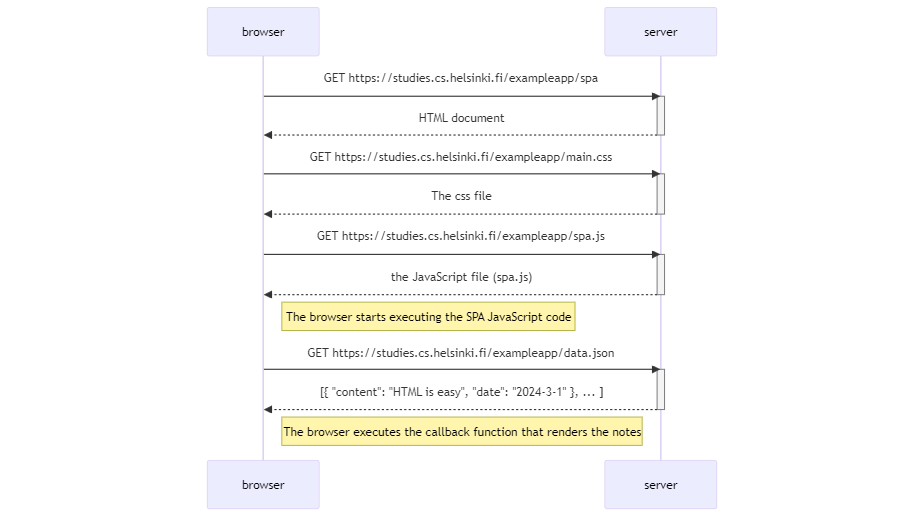 browser
server
GET https://studies.cs.helsinki.fi/exampleapp/spa
HTML document
GET https://studies.cs.helsinki.fi/exampleapp/main.css
The css file
GET https://studies.cs.helsinki.fi/exampleapp/spa.js
the JavaScript file (spa.js)
The browser starts executing the SPA JavaScript code
GET https://studies.cs.helsinki.fi/exampleapp/data.json
[{ "content": "HTML is easy", "date": "2024-3-1" }, ... ]
The browser executes the callback function that renders the notes
browser
server